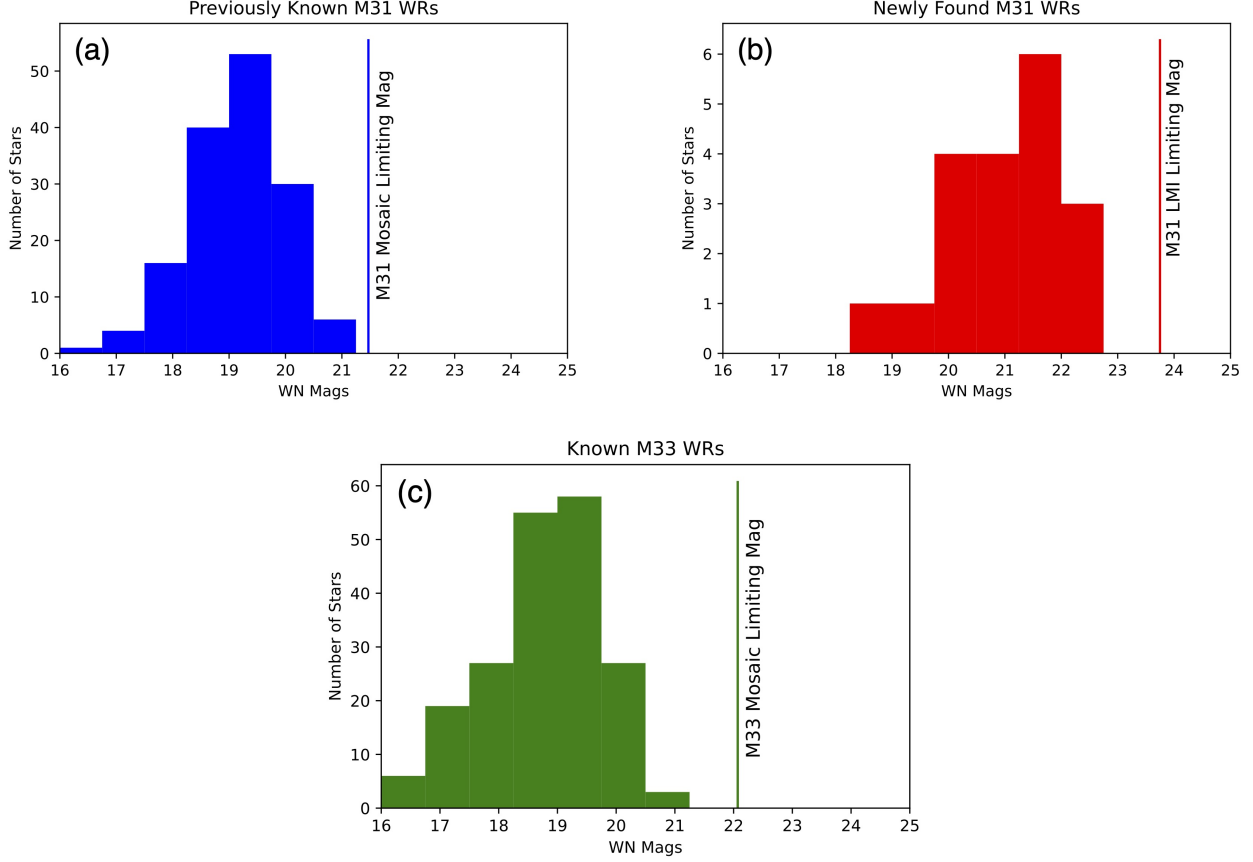 Previously Known M31 WRs
(a)
M31 Mosaic Limiting Mag
Number of Stars
50
40
30
20
10
0
16 17 18 19 20 21 22 23 24 25
WN Mags
Newly Found M31 WRs
(b)
M31 LMI Limiting Mag
Number of Stars
6
5
4
3
2
1
0
16 17 18 19 20 21 22 23 24 25
WN Mags
Known M33 WRs
(c)
M33 Mosaic Limiting Mag
Number of Stars
60
50
40
30
20
10
0
16 17 18 19 20 21 22 23 24 25
WN Mags